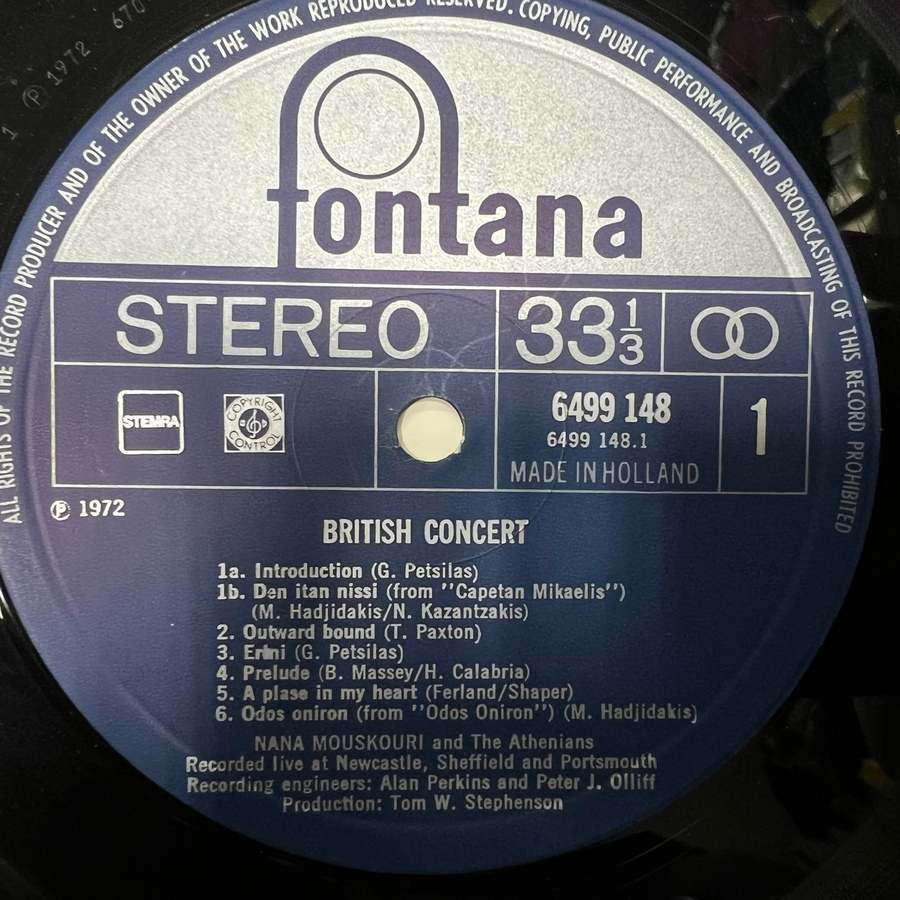 ALL RIGHTS OF THE RECORD PRODUCER AND OF THE OWNER OF THE WORK REPRODUCED RESERVED. COPYING, PUBLIC PERFORMANCE AND BROADCASTING OF THIS RECORD PROHIBITED
1 Ⓟ 1972 670
fontana
STEREO 33 1/3
STEMRA COPYRIGHT CONTROL 6499 148 1
6499 148.1
MADE IN HOLLAND
Ⓟ 1972
BRITISH CONCERT
1a. Introduction (G. Petsilas)
1b. Den itan nissi (from "Capetan Mikaelis")
(M. Hadjidakis/N. Kazantzakis)
2. Outward bound (T. Paxton)
3. Erini (G. Petsilas)
4. Prelude (B. Massey/H. Calabria)
5. A plase in my heart (Ferland/Shaper)
6. Odos oniron (from "Odos Oniron") (M. Hadjidakis)
NANA MOUSKOURI and The Athenians
Recorded live at Newcastle, Sheffield and Portsmouth
Recording engineers: Alan Perkins and Peter J. Olliff
Production: Tom W. Stephenson